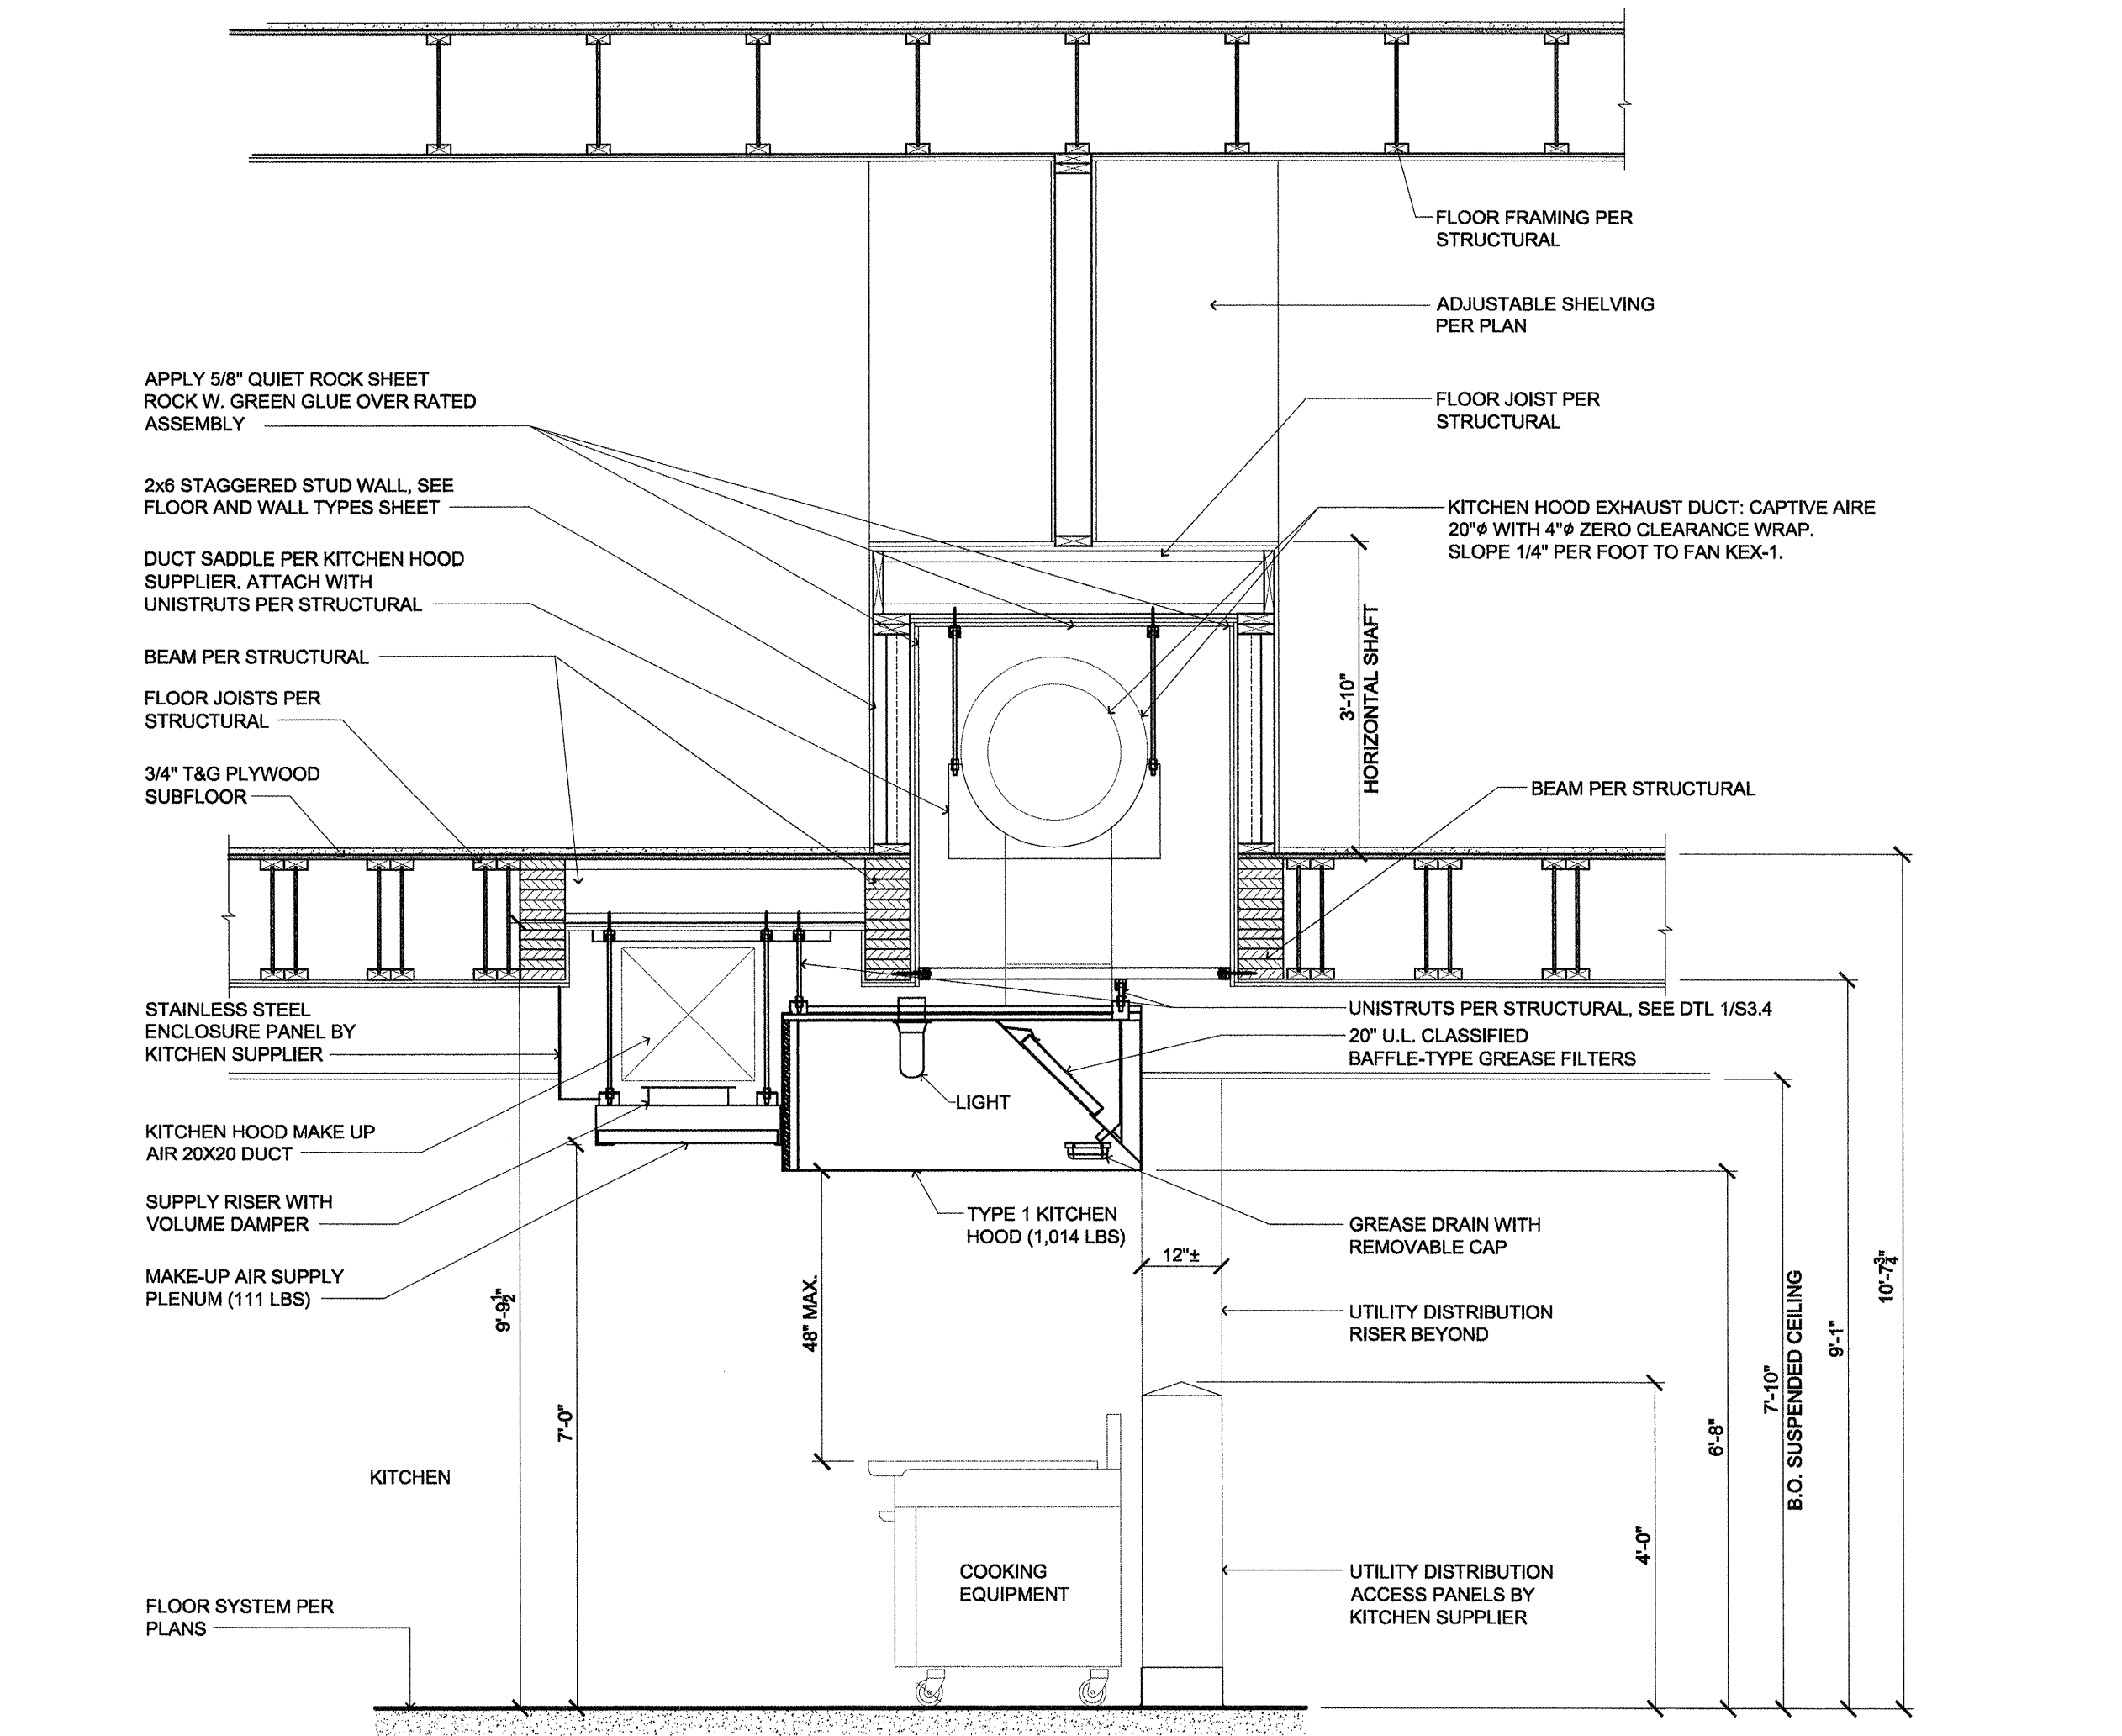 FLOOR FRAMING PER
STRUCTURAL
ADJUSTABLE SHELVING
PER PLAN
APPLY 5/8" QUIET ROCK SHEET
ROCK W. GREEN GLUE OVER RATED
ASSEMBLY
FLOOR JOIST PER
STRUCTURAL
2x6 STAGGERED STUD WALL, SEE
FLOOR AND WALL TYPES SHEET
KITCHEN HOOD EXHAUST DUCT: CAPTIVE AIRE
20"ø WITH 4"ø ZERO CLEARANCE WRAP.
SLOPE 1/4" PER FOOT TO FAN KEX-1.
DUCT SADDLE PER KITCHEN HOOD
SUPPLIER. ATTACH WITH
UNISTRUTS PER STRUCTURAL
3'-10"
HORIZONTAL SHAFT
BEAM PER STRUCTURAL
FLOOR JOISTS PER
STRUCTURAL
3/4" T&G PLYWOOD
SUBFLOOR
BEAM PER STRUCTURAL
STAINLESS STEEL
ENCLOSURE PANEL BY
KITCHEN SUPPLIER
UNISTRUTS PER STRUCTURAL, SEE DTL 1/S3.4
20" U.L. CLASSIFIED
BAFFLE-TYPE GREASE FILTERS
LIGHT
KITCHEN HOOD MAKE UP
AIR 20X20 DUCT
SUPPLY RISER WITH
VOLUME DAMPER
TYPE 1 KITCHEN
HOOD (1,014 LBS)
GREASE DRAIN WITH
REMOVABLE CAP
12"±
MAKE-UP AIR SUPPLY
PLENUM (111 LBS)
9'-9½"
48" MAX.
UTILITY DISTRIBUTION
RISER BEYOND
10'-7¾"
9'-1"
7'-10"
B.O. SUSPENDED CEILING
6'-8"
7'-0"
4'-0"
KITCHEN
COOKING
EQUIPMENT
UTILITY DISTRIBUTION
ACCESS PANELS BY
KITCHEN SUPPLIER
FLOOR SYSTEM PER
PLANS